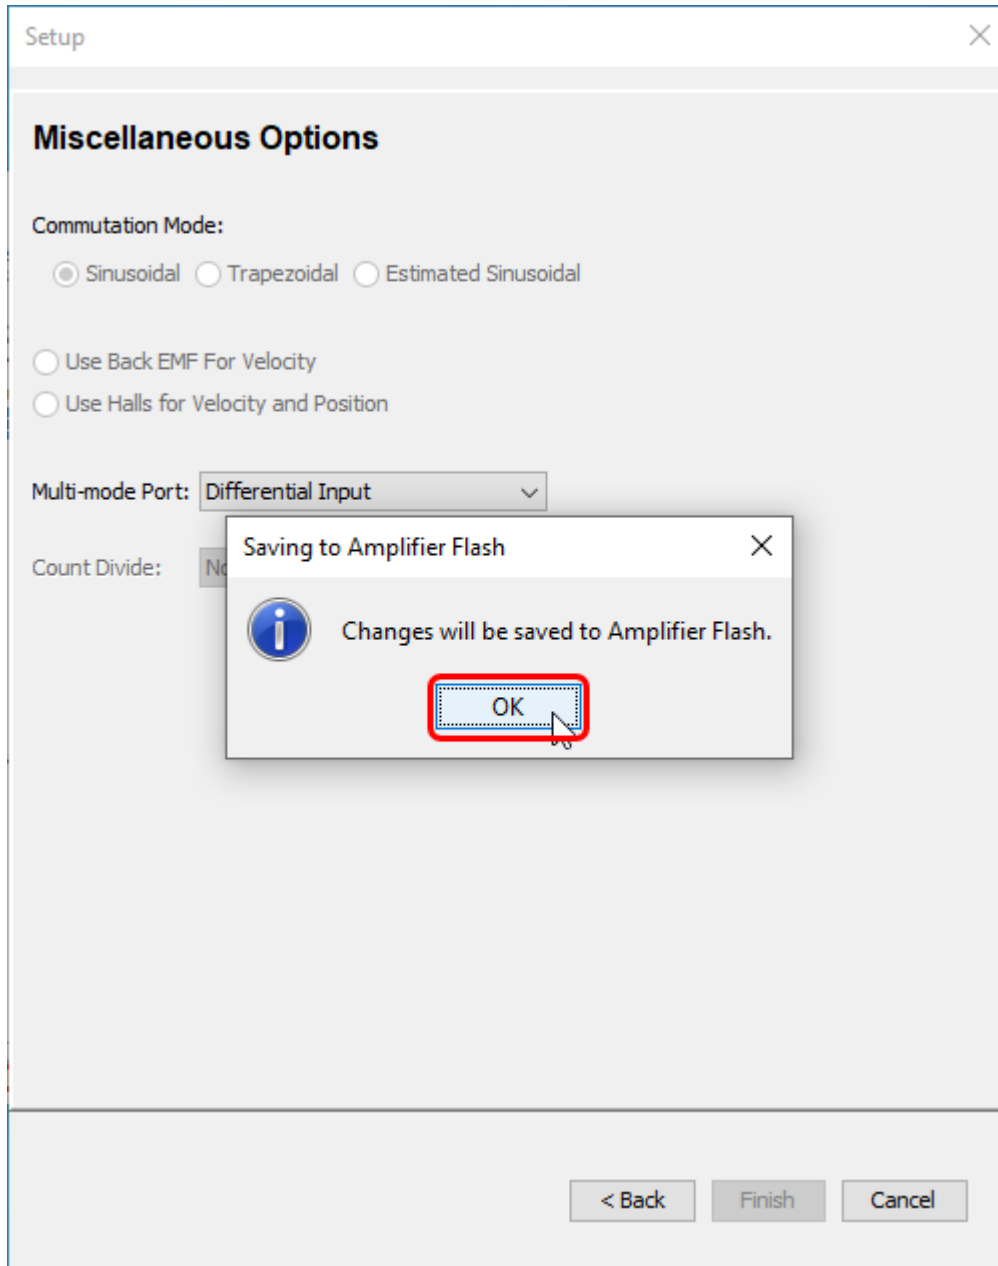 Setup
Miscellaneous Options
Commutation Mode:
Sinusoidal Trapezoidal Estimated Sinusoidal
Use Back EMF For Velocity
Use Halls for Velocity and Position
Multi-mode Port: Differential Input
Saving to Amplifier Flash
Count Divide:
Changes will be saved to Amplifier Flash.
OK
< Back Finish Cancel